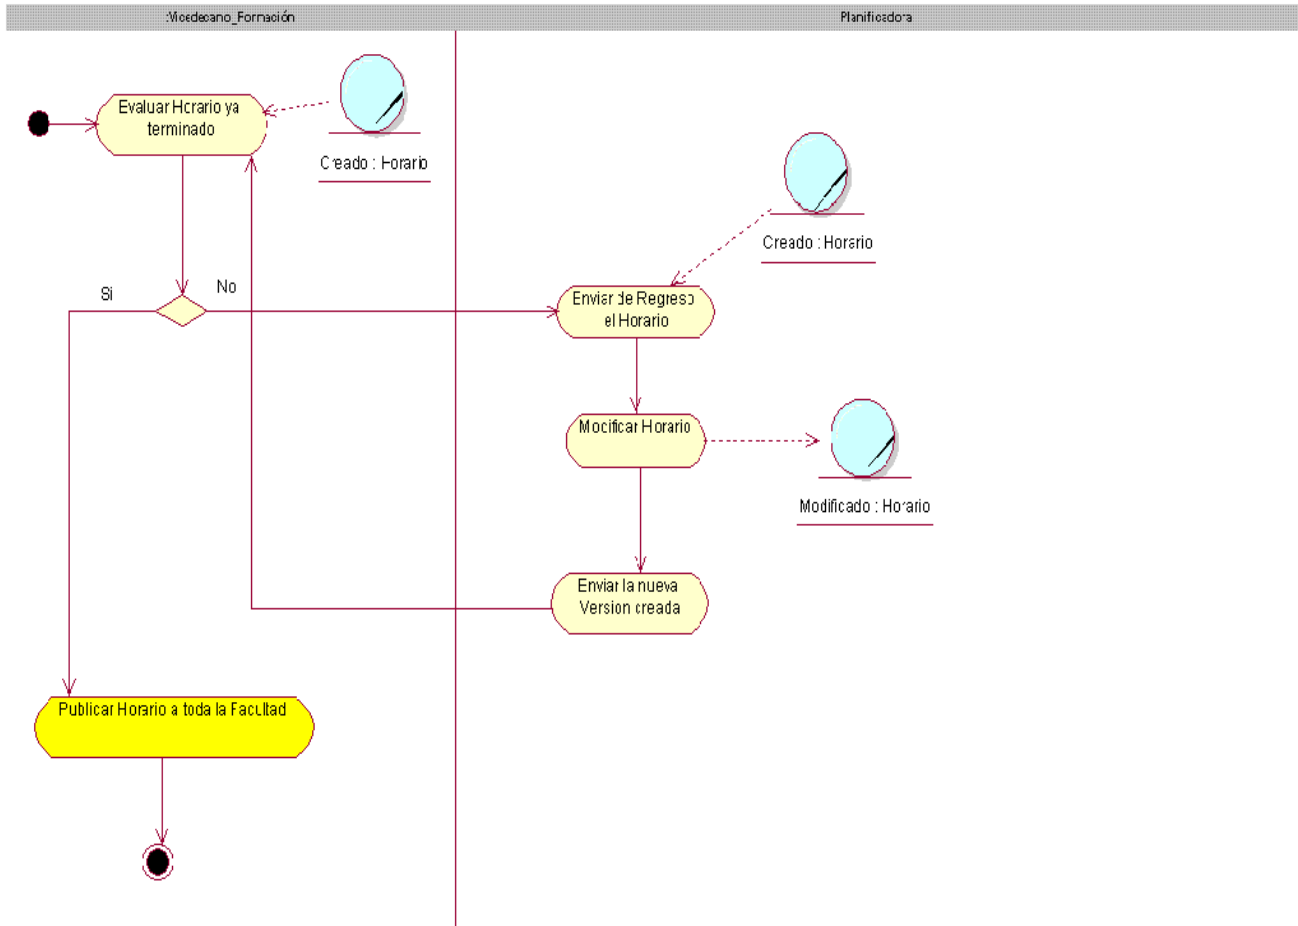 :Vicedecano_Formación
Planificadora
Evaluar Horario ya
terminado
Creado : Horario
Creado : Horario
Si
No
Enviar de Regreso
el Horario
Mocificar Horario
Modificado : Horario
Enviar la nueva
Version creada
Publicar Horario a toda la Facultad